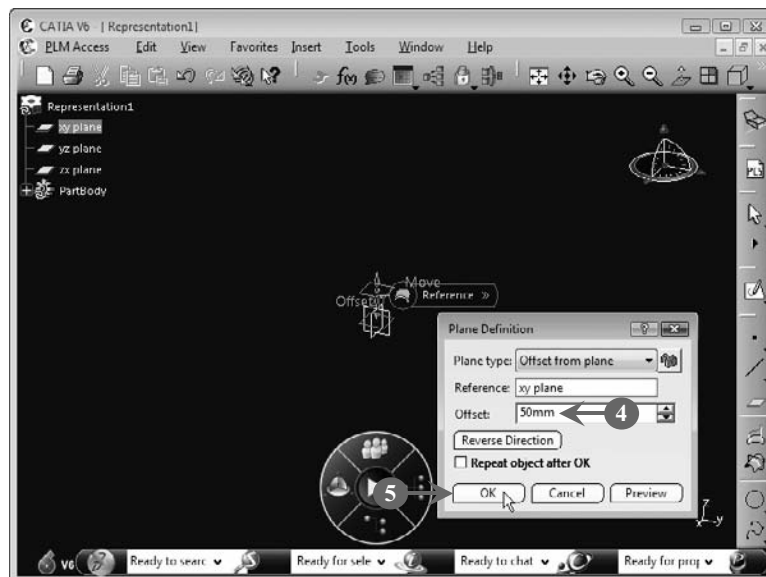 CATIA V6 - [Representation1]
PLM Access Edit View Favorites Insert Tools Window Help
f(x)
Representation1
xy plane
yz plane
zx plane
PartBody
PLS
Move
Offset
Reference »
Plane Definition
Plane type: Offset from plane
Reference: xy plane
Offset: 50mm
4
Reverse Direction
Repeat object after OK
5
OK Cancel Preview
z
x y
V6 Ready to searc Ready for sele Ready to chat Ready for prop